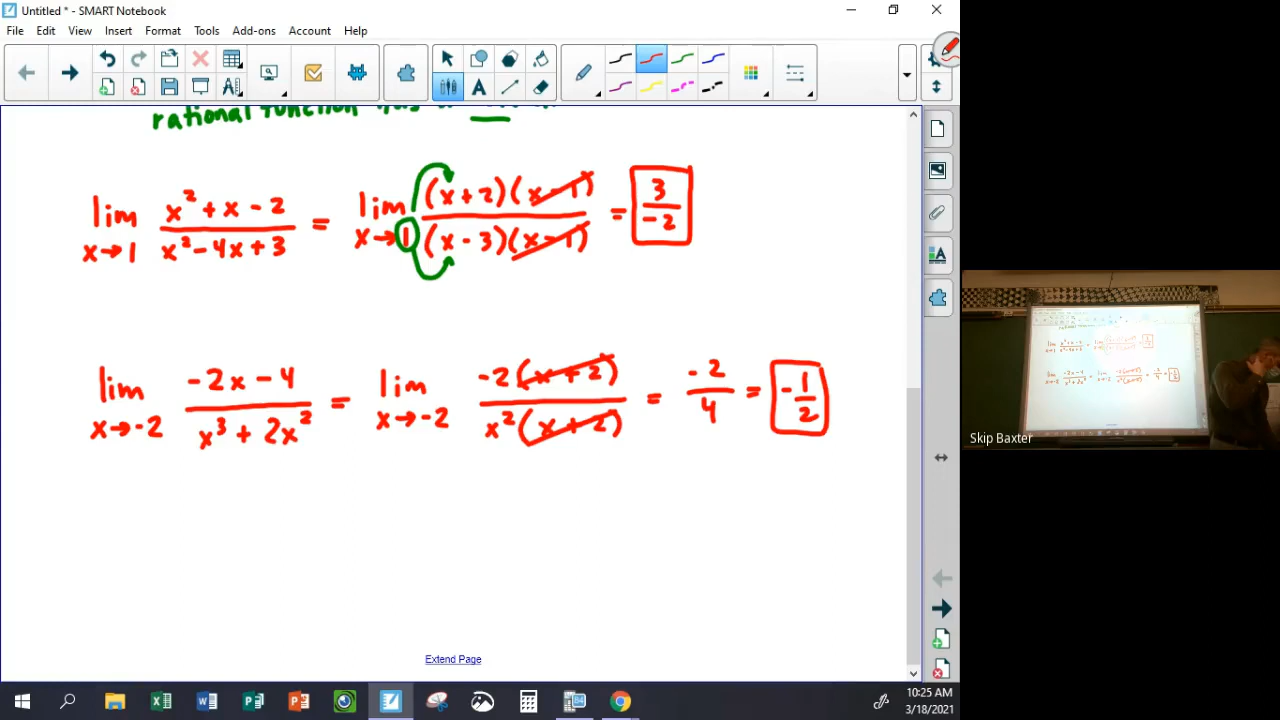 Untitled * - SMART Notebook
File Edit View Insert Format Tools Add-ons Account Help
rational function
lim x→1 (x² + x - 2)/(x² - 4x + 3) = lim x→1 (x + 2)(x - 1)/(x - 3)(x - 1) = 3/-2
lim x→-2 (-2x - 4)/(x³ + 2x²) = lim x→-2 -2(x + 2)/x²(x + 2) = -2/4 = -1/2
Extend Page
Skip Baxter
10:25 AM
3/18/2021